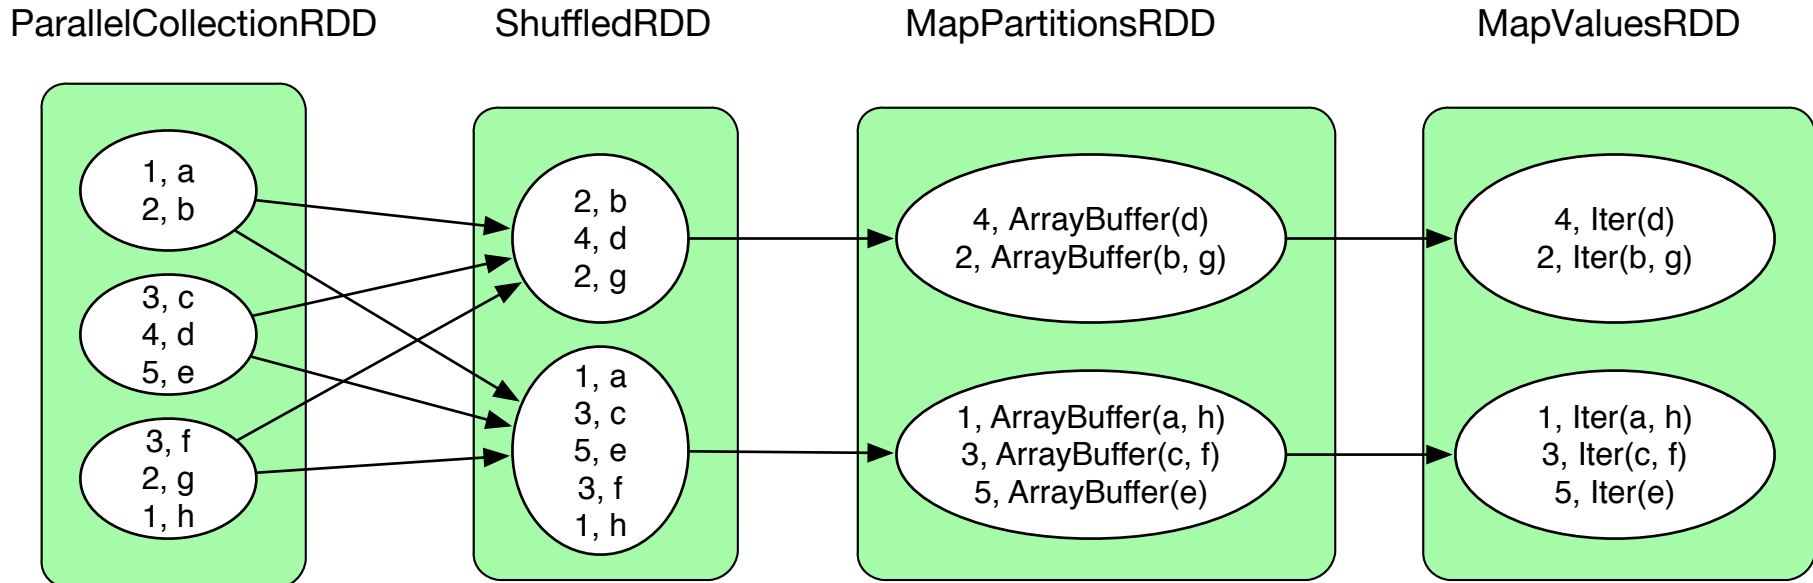 ParallelCollectionRDD
ShuffledRDD
MapPartitionsRDD
MapValuesRDD
1, a
2, b
3, c
4, d
5, e
3, f
2, g
1, h
2, b
4, d
2, g
1, a
3, c
5, e
3, f
1, h
4, ArrayBuffer(d)
2, ArrayBuffer(b, g)
1, ArrayBuffer(a, h)
3, ArrayBuffer(c, f)
5, ArrayBuffer(e)
4, Iter(d)
2, Iter(b, g)
1, Iter(a, h)
3, Iter(c, f)
5, Iter(e)